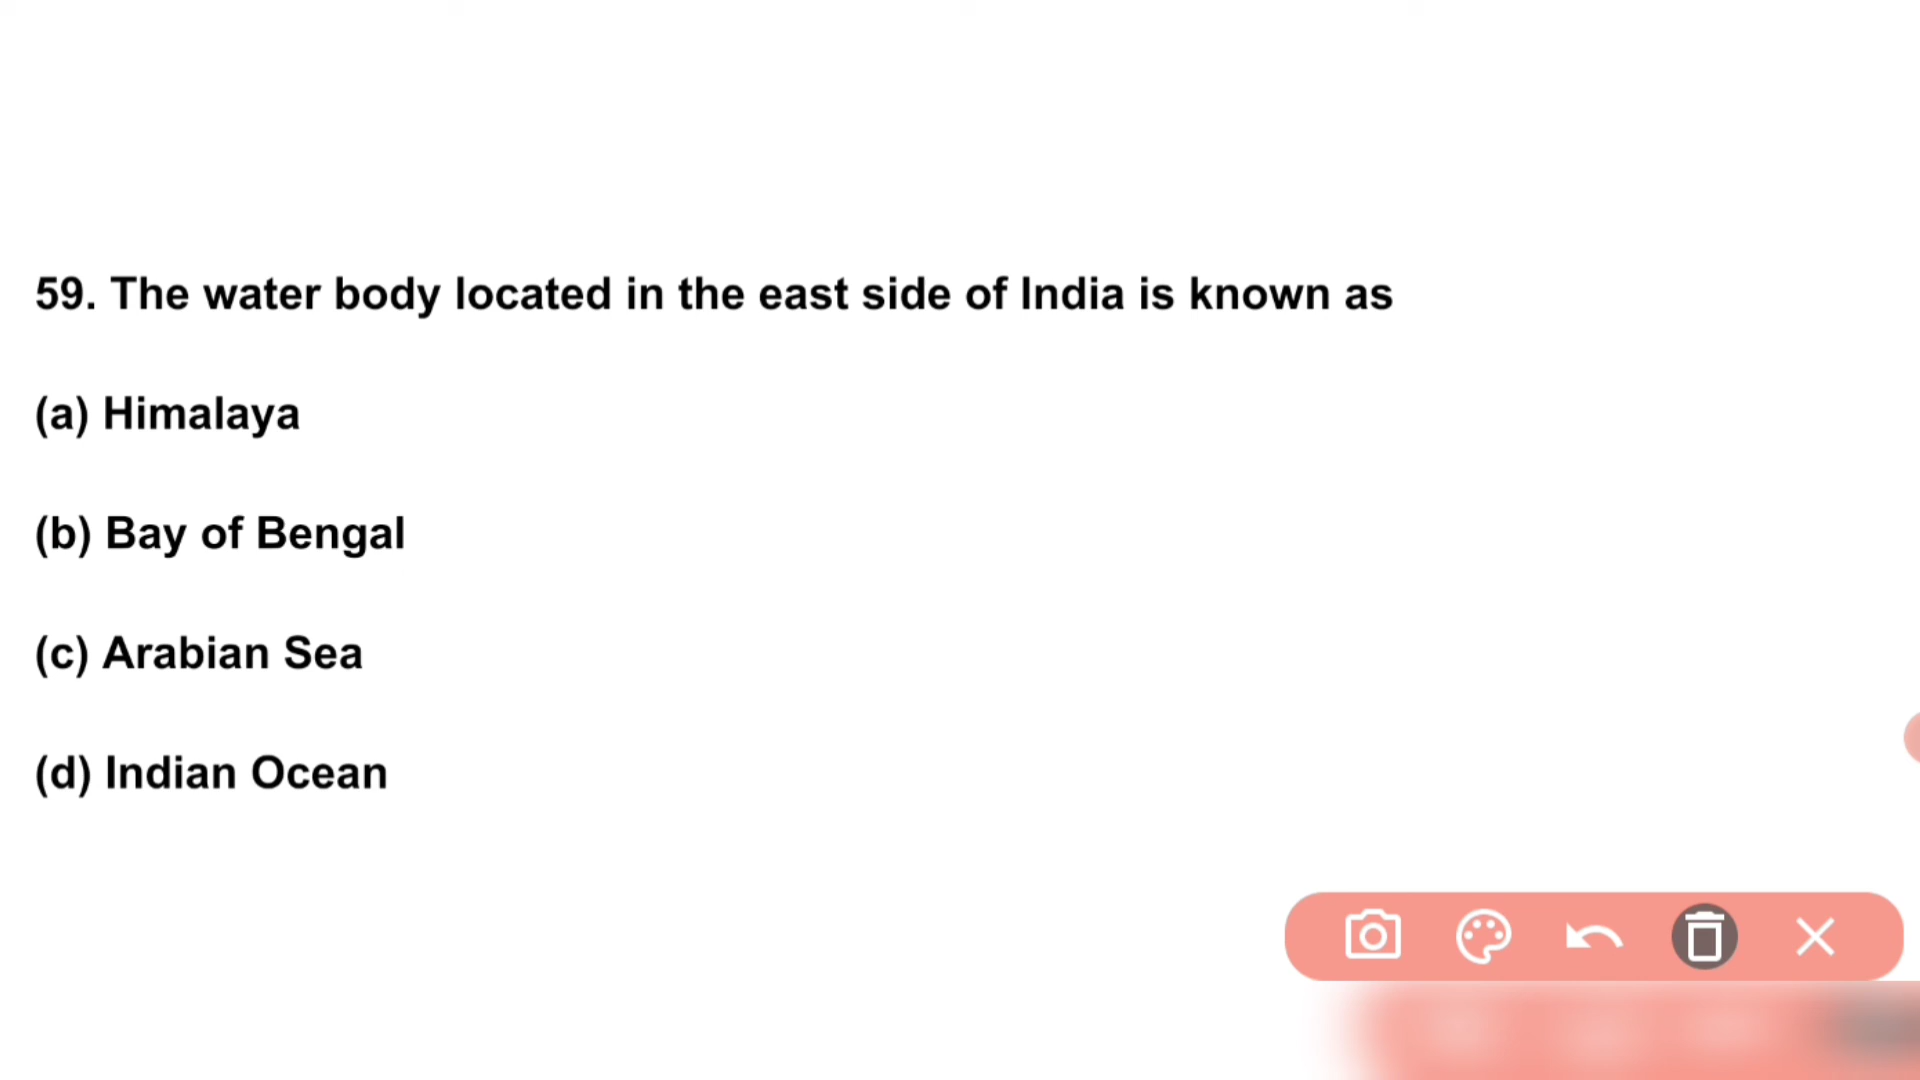 59. The water body located in the east side of India is known as
(a) Himalaya
(b) Bay of Bengal
(c) Arabian Sea
(d) Indian Ocean